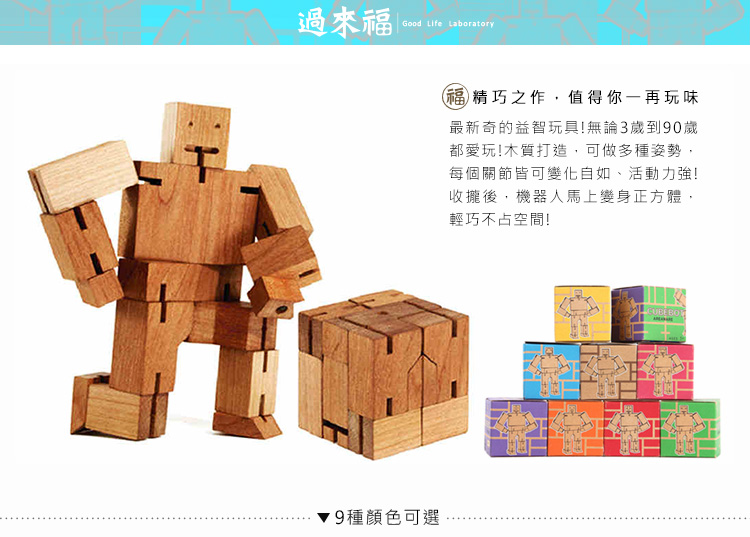 過來福 Good Life Laboratory
福 精巧之作，值得你一再玩味
最新奇的益智玩具!無論3歲到90歲
都愛玩!木質打造，可做多種姿勢，
每個關節皆可變化自如、活動力強!
收攏後，機器人馬上變身正方體，
輕巧不占空間!
CUBEBOT
AREAWARE
▼9種顏色可選